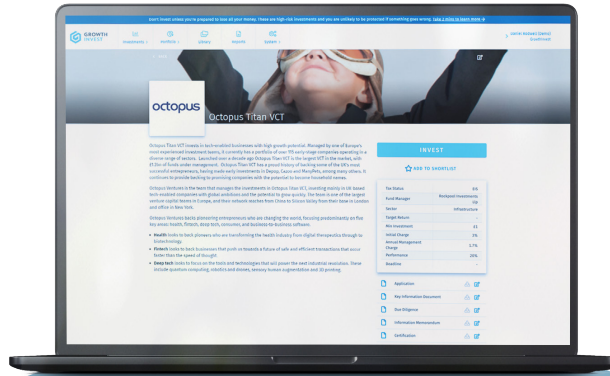 Don't invest unless you're prepared to lose all your money. These are high-risk investments and you are unlikely to be protected if something goes wrong. Take 2 mins to learn more →
GROWTH
INVEST
Investments
Portfolio
Clients
Reports
System
BACK
octopus
Octopus Titan VCT
Octopus Titan VCT invests in tech-enabled businesses with high growth potential. Managed by one of Europe's
most experienced investment teams, it currently has a portfolio of over 115 early-stage companies operating in a
diverse range of sectors. Launched over a decade ago Octopus Titan VCT is the largest VCT in the market, with
of funds under management. Octopus Titan VCT has a proud history of backing some of the UK's most
successful entrepreneurs, having made early investments in Depop, Cazoo and ManyPets, among many others. It
continues to provide backing to promising companies with the potential to become household names.
Octopus Ventures is the team that manages the investments in Octopus Titan VCT, investing mainly in UK based
tech-enabled companies with global ambitions and the potential to grow quickly. The team is one of the largest
venture capital teams in Europe, and their network reaches from China to Silicon Valley from their base in London
and office in New York.
Octopus Ventures backs pioneering entrepreneurs who are changing the world, focusing predominantly on five
key areas: health, fintech, deep tech, consumer, and business-to-business software.
• Health looks to back pioneers who are transforming the health industry from digital therapeutics through to
biotechnology
• Fintech looks to back businesses that push us towards a future of safe and efficient transactions that occur
faster than the speed of thought
• Deep tech looks to focus on the tools and technologies that will power the next industrial revolution. These
include quantum computing, robotics and drones, sensory human augmentation and 3D printing.
INVEST
ADD TO SHORTLIST
Tax Status EIS
Fund Manager Rockpool Investments
LLP
Sector Infrastructure
Target Return
Min Investment
Initial Charge
Annual Management
Charge
Performance 20%
Deadline -
Application
Key Information Document
Due Diligence
Information Memorandum
Certification